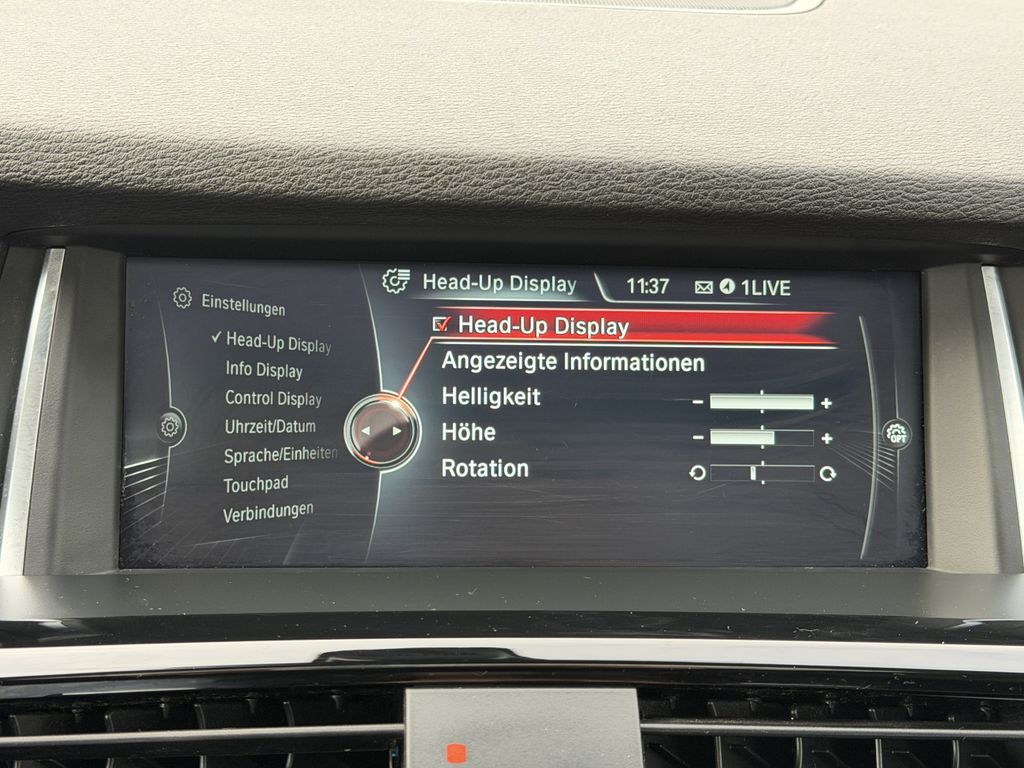 Head-Up Display 11:37 1LIVE
Einstellungen
✓ Head-Up Display
Info Display
Control Display
Uhrzeit/Datum
Sprache/Einheiten
Touchpad
Verbindungen
Head-Up Display
Angezeigte Informationen
Helligkeit - +
Höhe - +
Rotation
OPT